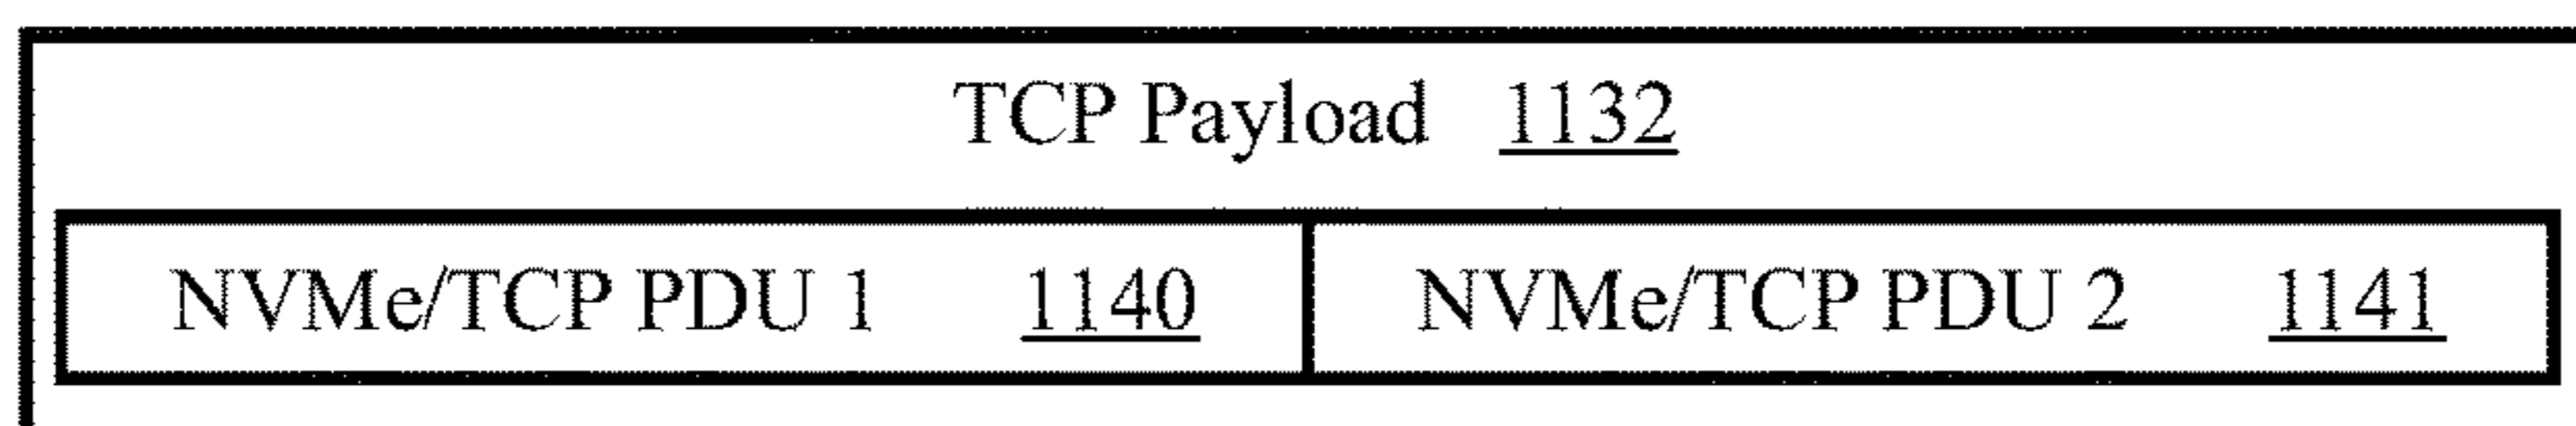 TCP Payload 1132
NVMe/TCP PDU 1 1140 NVMe/TCP PDU 2 1141